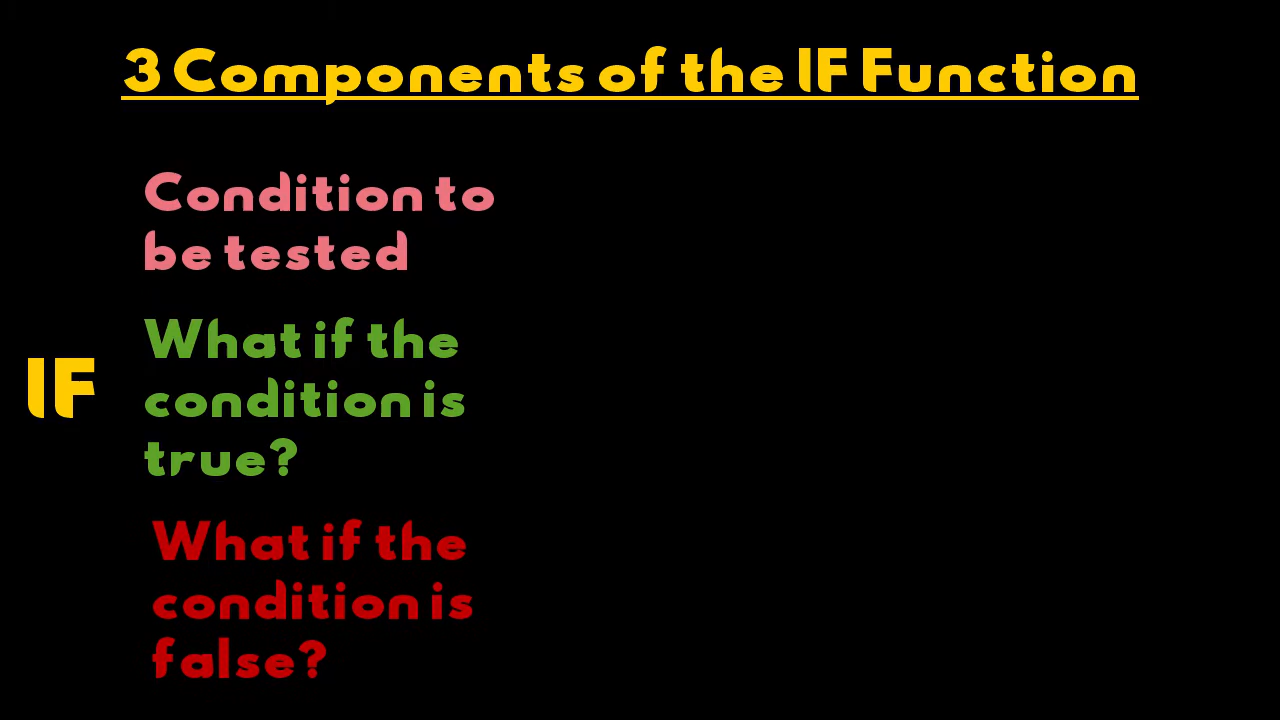 3 Components of the IF Function
Condition to
be tested
What if the
condition is
true?
IF
What if the
condition is
false?